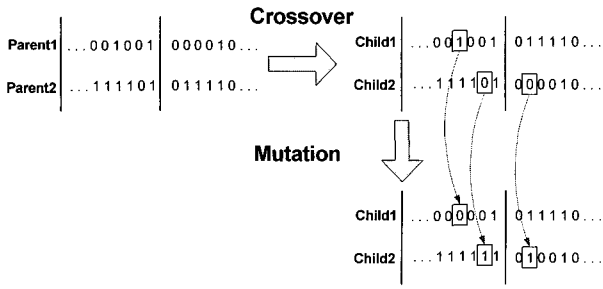 Crossover
Parent1 ...001001 000010...
Parent2 ...111101 011110...
Child1 ...001001 011110...
Child2 ...111101 000010...
Mutation
Child1 ...000001 011110...
Child2 ...111111 010010...